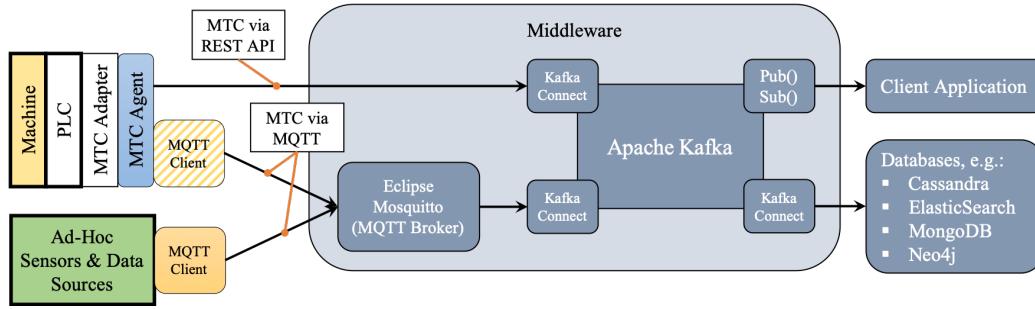 MTC via
REST API
Middleware
Machine
PLC
MTC Adapter
MTC Agent
Kafka
Connect
Pub()
Sub()
Client Application
MTC via
MQTT
MQTT
Client
Apache Kafka
Eclipse
Mosquitto
(MQTT Broker)
Kafka
Connect
Kafka
Connect
Databases, e.g.:
▪ Cassandra
▪ ElasticSearch
▪ MongoDB
▪ Neo4j
Ad-Hoc
Sensors & Data
Sources
MQTT
Client